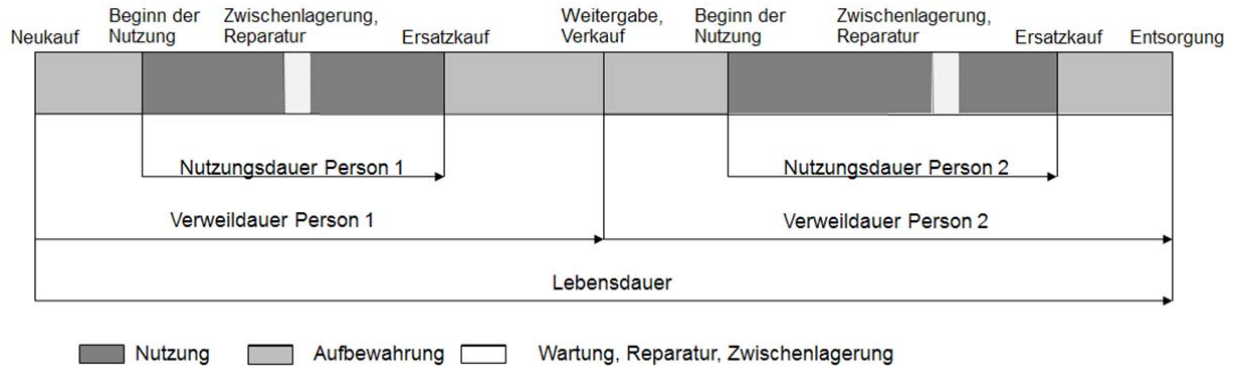 Neukauf
Beginn der
Nutzung
Zwischenlagerung,
Reparatur
Ersatzkauf
Weitergabe,
Verkauf
Beginn der
Nutzung
Zwischenlagerung,
Reparatur
Ersatzkauf
Entsorgung
Nutzungsdauer Person 1
Nutzungsdauer Person 2
Verweildauer Person 1
Verweildauer Person 2
Lebensdauer
Nutzung
Aufbewahrung
Wartung, Reparatur, Zwischenlagerung